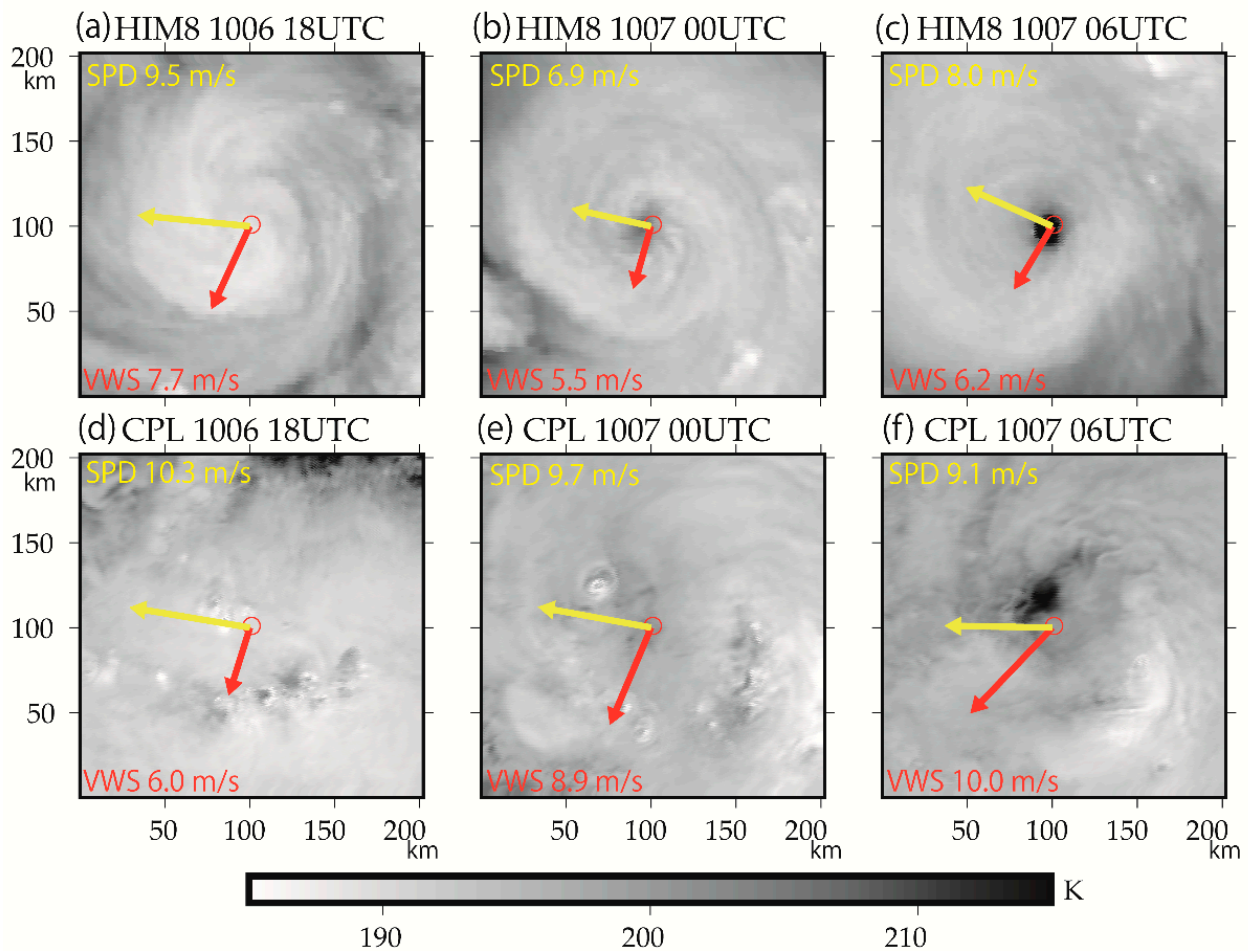 (a) HIM8 1006 18UTC (b) HIM8 1007 00UTC (c) HIM8 1007 06UTC
200
km
150
100
50
SPD 9.5 m/s SPD 6.9 m/s SPD 8.0 m/s
VWS 7.7 m/s VWS 5.5 m/s VWS 6.2 m/s
(d) CPL 1006 18UTC (e) CPL 1007 00UTC (f) CPL 1007 06UTC
200
km
150
100
50
SPD 10.3 m/s SPD 9.7 m/s SPD 9.1 m/s
VWS 6.0 m/s VWS 8.9 m/s VWS 10.0 m/s
50 100 150 200 50 100 150 200 50 100 150 200
km km km
K
190 200 210